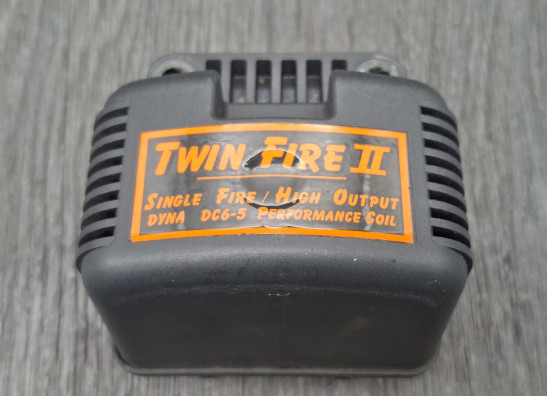 TWIN FIRE II
SINGLE FIRE / HIGH OUTPUT
DYNA DC6-5 PERFORMANCE COIL